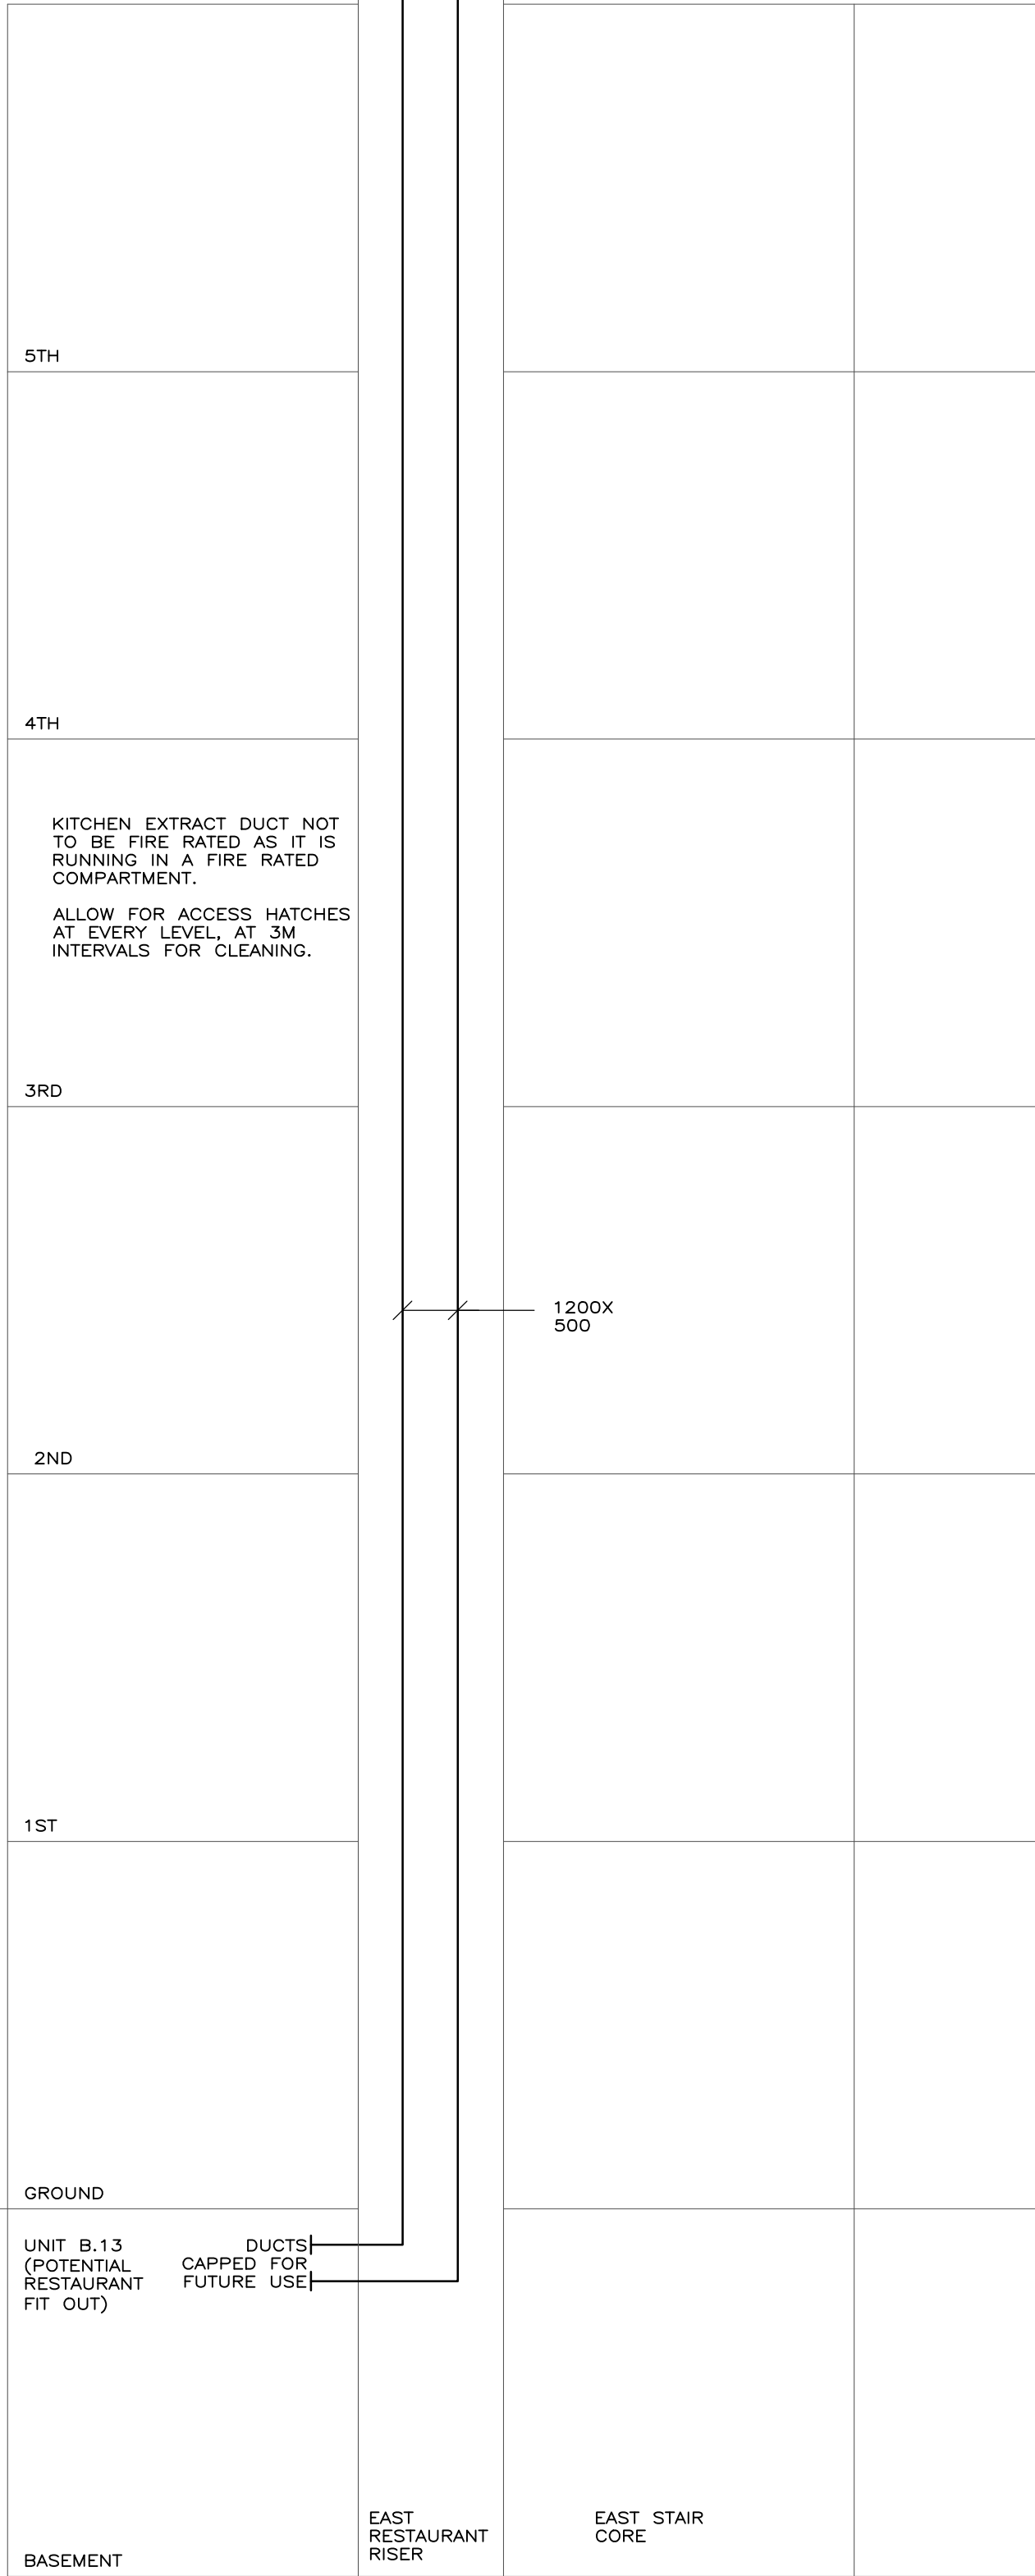 5TH
4TH
KITCHEN EXTRACT DUCT NOT
TO BE FIRE RATED AS IT IS
RUNNING IN A FIRE RATED
COMPARTMENT.
ALLOW FOR ACCESS HATCHES
AT EVERY LEVEL, AT 3M
INTERVALS FOR CLEANING.
3RD
1200X
500
2ND
1ST
GROUND
UNIT B.13
(POTENTIAL
RESTAURANT
FIT OUT)
DUCTS
CAPPED FOR
FUTURE USE
EAST
RESTAURANT
RISER
EAST STAIR
CORE
BASEMENT